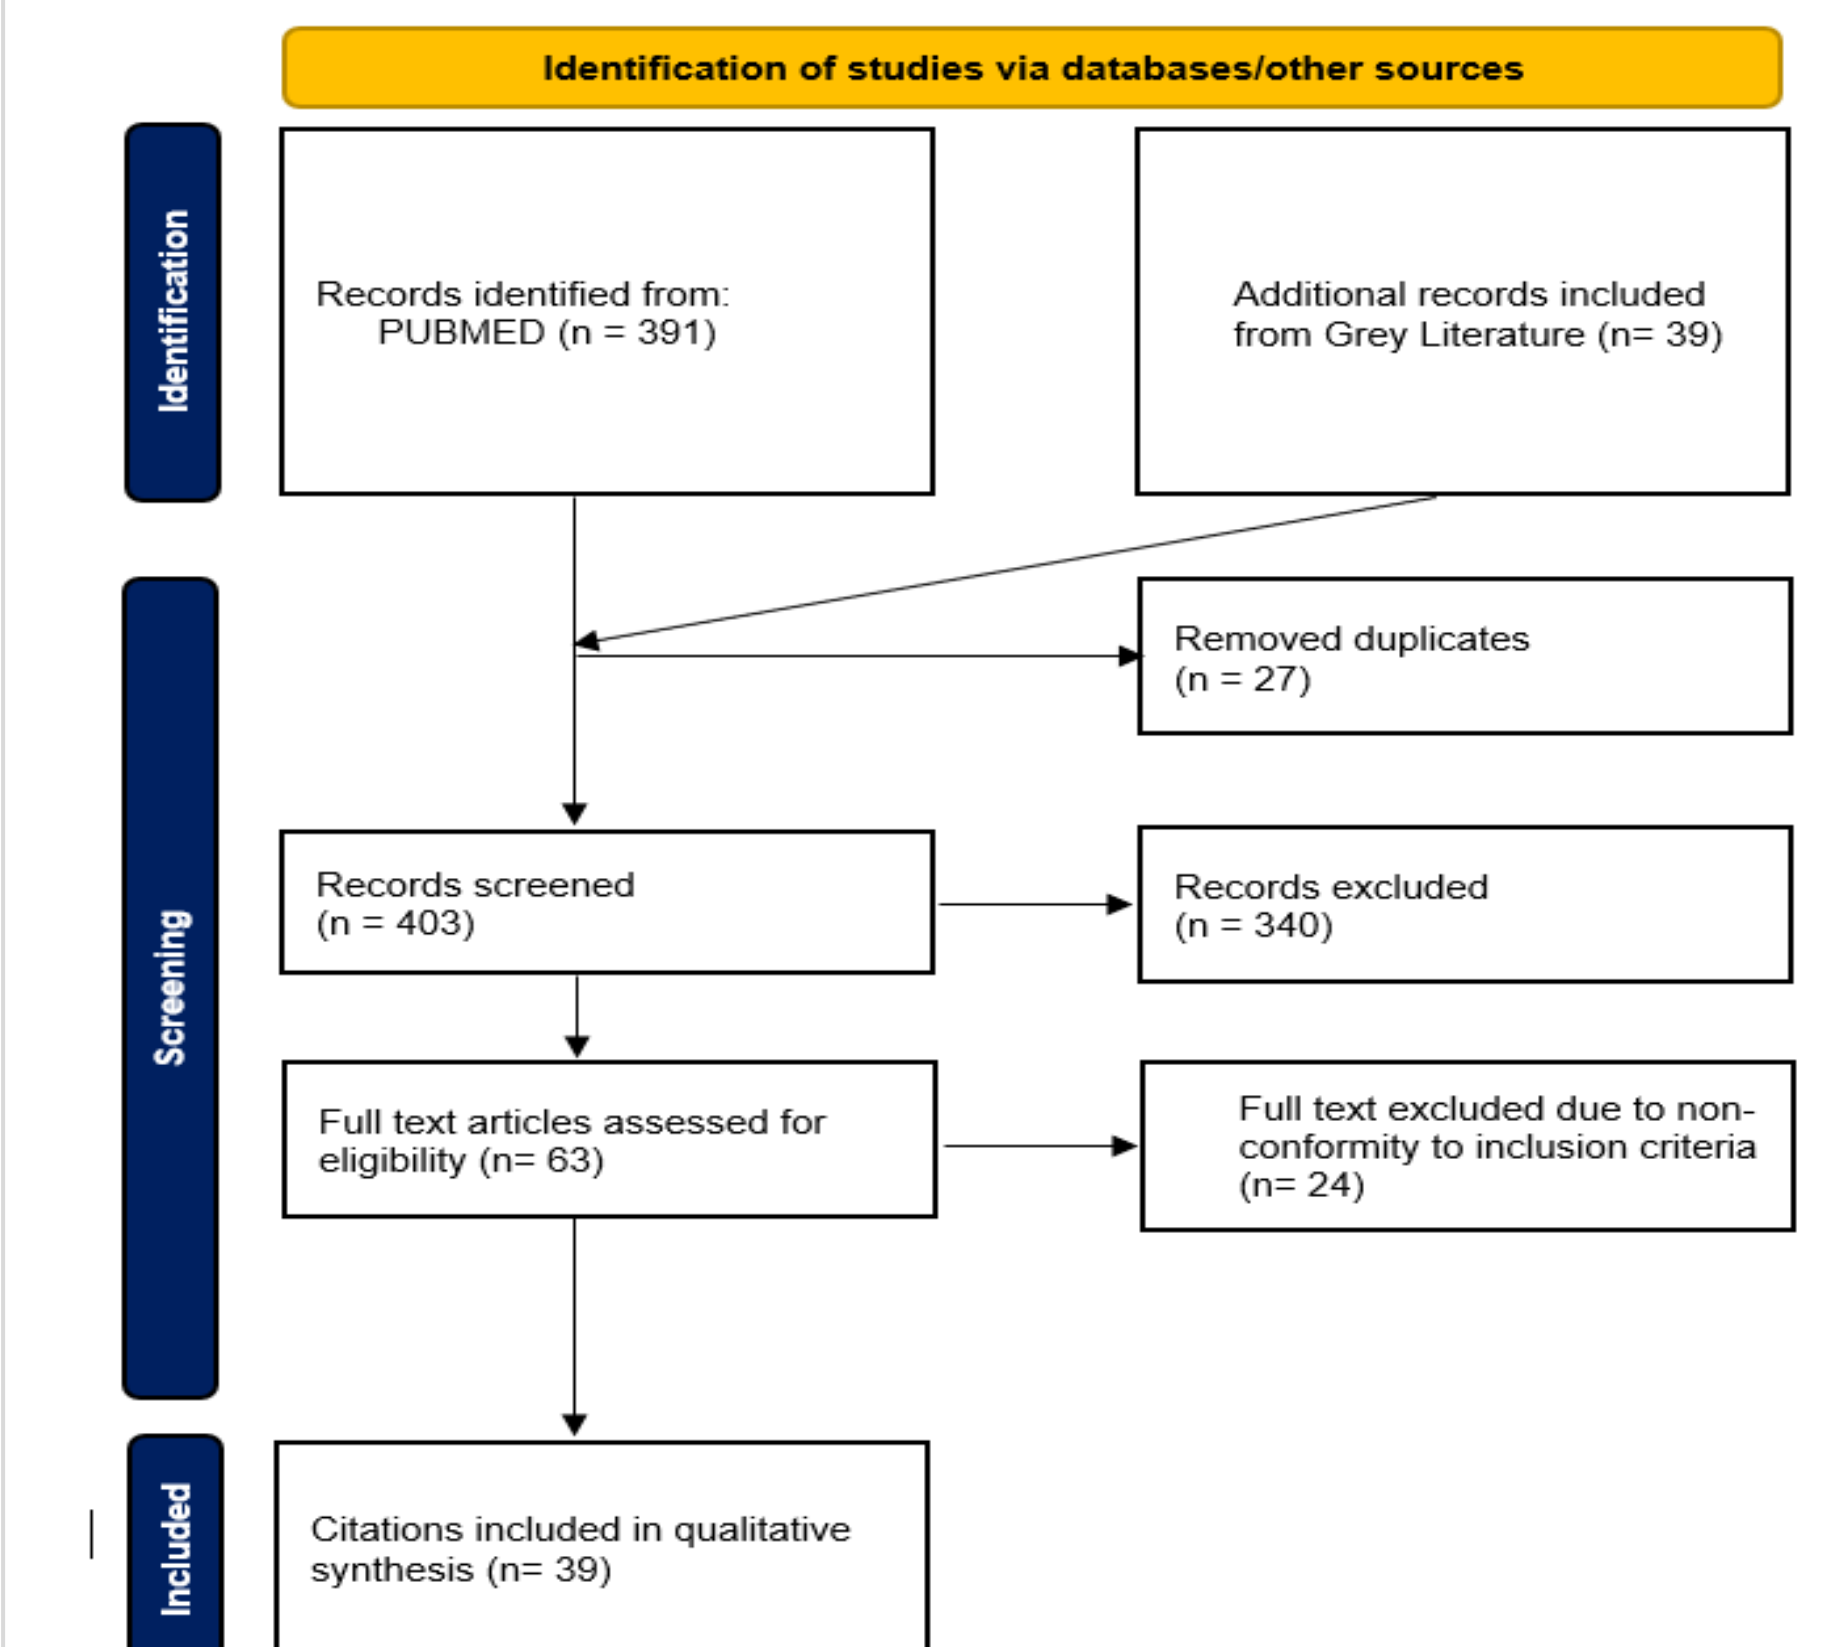 Identification of studies via databases/other sources
Identification
Records identified from:
PUBMED (n = 391)
Additional records included
from Grey Literature (n= 39)
Screening
Removed duplicates
(n = 27)
Records screened
(n = 403)
Records excluded
(n = 340)
Full text articles assessed for
eligibility (n= 63)
Full text excluded due to non-
conformity to inclusion criteria
(n= 24)
Included
Citations included in qualitative
synthesis (n= 39)